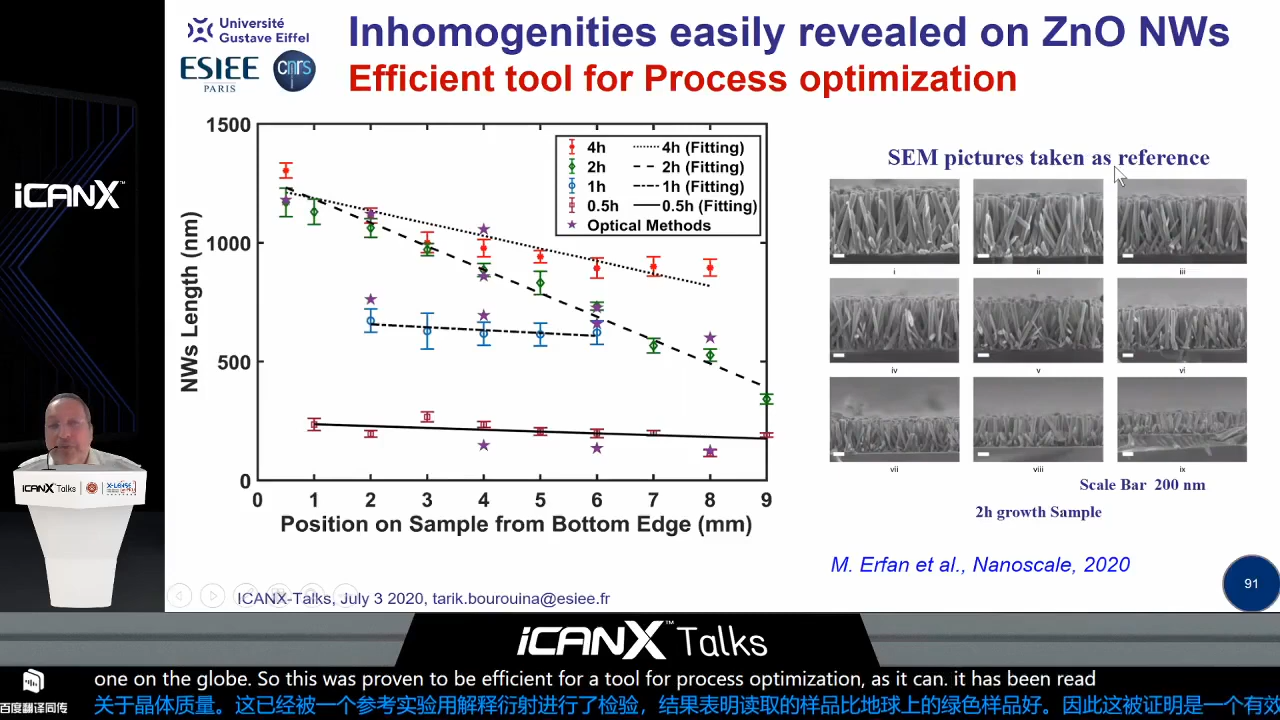 Université
Gustave Eiffel
ESIEE
PARIS
cnrs
Inhomogenities easily revealed on ZnO NWs
Efficient tool for Process optimization
iCANX™
1500
1000
500
0
NWs Length (nm)
4h
4h (Fitting)
2h
2h (Fitting)
1h
1h (Fitting)
0.5h
0.5h (Fitting)
Optical Methods
0 1 2 3 4 5 6 7 8 9
Position on Sample from Bottom Edge (mm)
SEM pictures taken as reference
i ii iii
iv v vi
vii viii ix
Scale Bar 200 nm
2h growth Sample
M. Erfan et al., Nanoscale, 2020
91
ICANX-Talks, July 3 2020, tarik.bourouina@esiee.fr
iCANX Talks
iCANX™ Talks
one on the globe. So this was proven to be efficient for a tool for process optimization, as it can. it has been read
百度翻译同传
关于晶体质量。这已经被一个参考实验用解释衍射进行了检验，结果表明读取的样品比地球上的绿色样品好。因此这被证明是一个有效